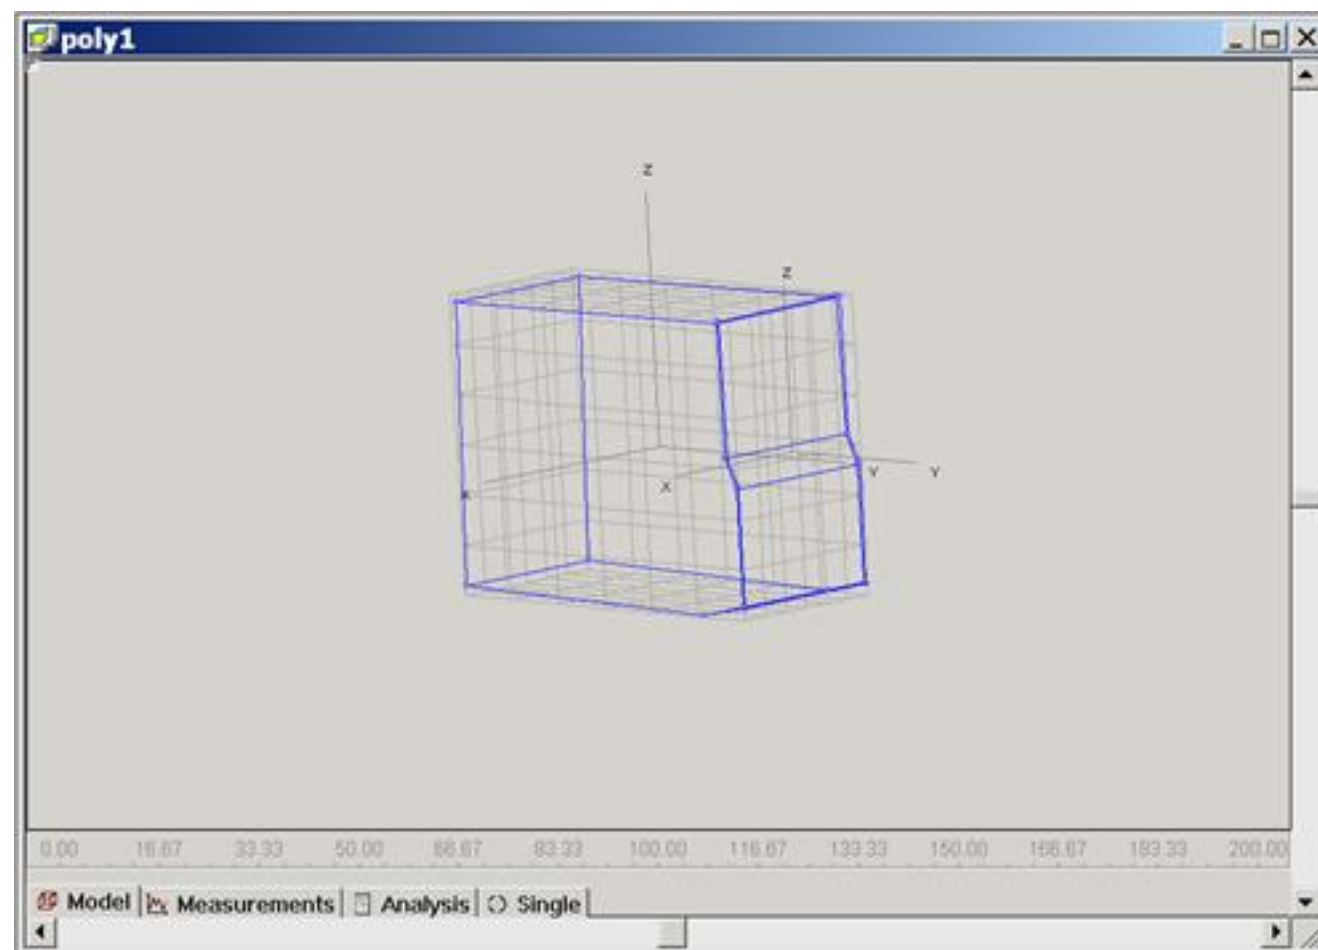 poly1
Z
Z
X
X
Y
Y
0.00 16.67 33.33 50.00 66.67 83.33 100.00 116.67 133.33 150.00 166.67 183.33 200.00
Model Measurements Analysis Single